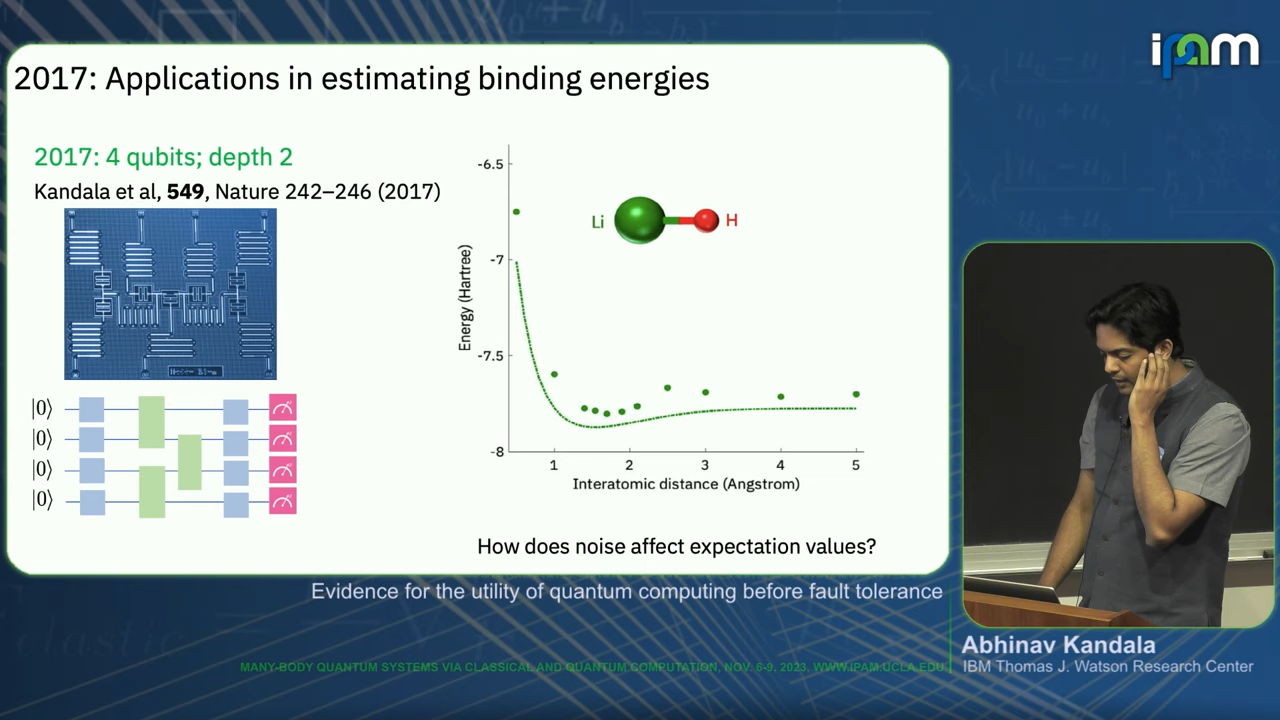 ipam
2017: Applications in estimating binding energies
2017: 4 qubits; depth 2
Kandala et al, 549, Nature 242–246 (2017)
|0⟩
|0⟩
|0⟩
|0⟩
Energy (Hartree)
-6.5
-7
-7.5
-8
Li
H
1 2 3 4 5
Interatomic distance (Angstrom)
How does noise affect expectation values?
Evidence for the utility of quantum computing before fault tolerance
Abhinav Kandala
IBM Thomas J. Watson Research Center
MANY-BODY QUANTUM SYSTEMS VIA CLASSICAL AND QUANTUM COMPUTATION, NOV. 6-9, 2023, WWW.IPAM.UCLA.EDU